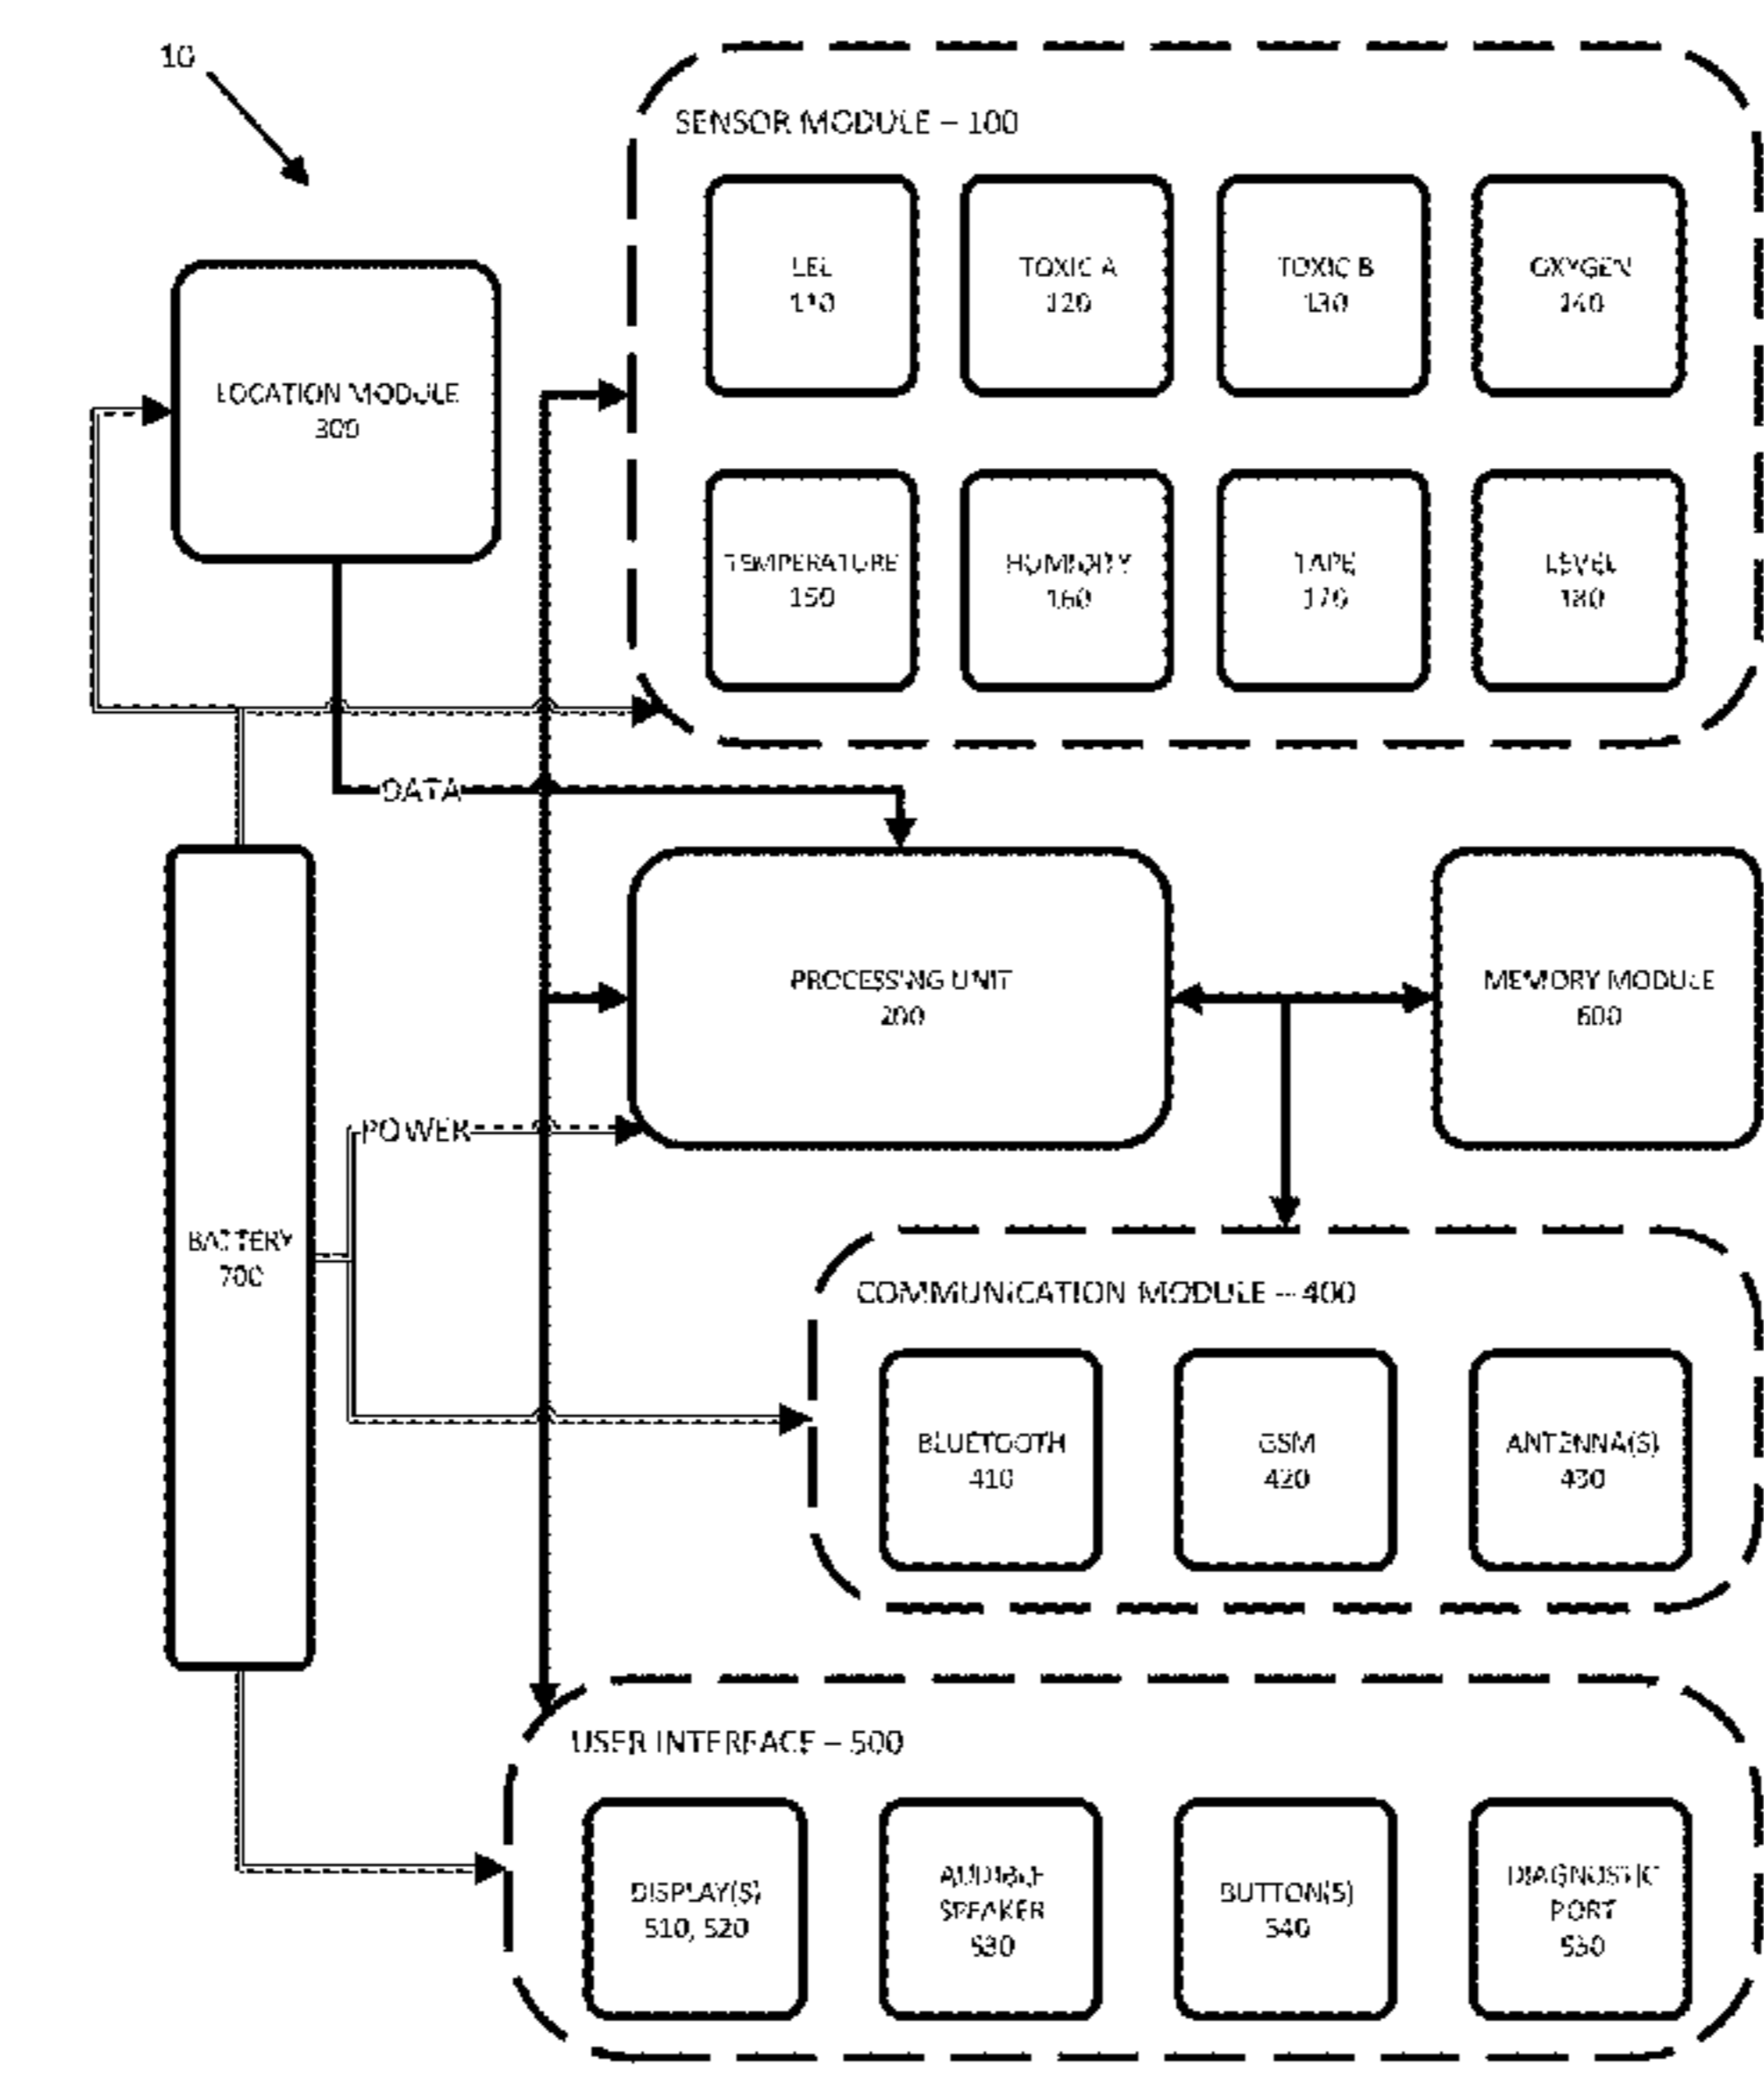 10
SENSOR MODULE – 100
LEL
110
TOXIC A
120
TOXIC B
130
OXYGEN
140
LOCATION MODULE
300
TEMPERATURE
150
HUMIDITY
160
TAPE
170
LEVEL
180
DATA
PROCESSING UNIT
200
MEMORY MODULE
600
POWER
BATTERY
700
COMMUNICATION MODULE – 400
BLUETOOTH
410
GSM
420
ANTENNA(S)
430
USER INTERFACE – 500
DISPLAY(S)
510, 520
AUDIBLE
SPEAKER
530
BUTTON(S)
540
DIAGNOSTIC
PORT
550